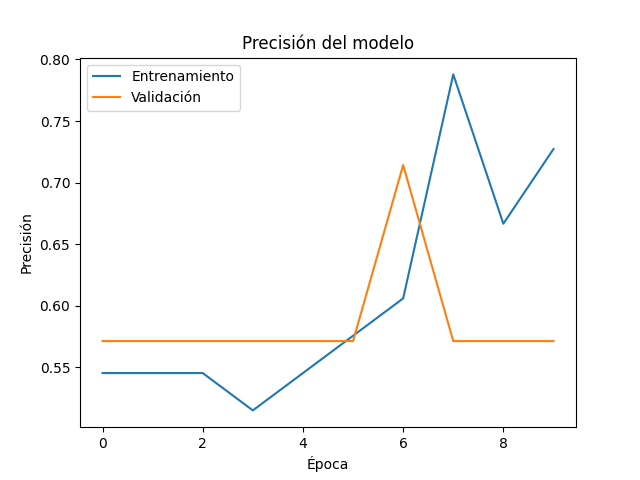 Precisión del modelo
Entrenamiento
Validación
Precisión
0.80
0.75
0.70
0.65
0.60
0.55
0 2 4 6 8
Época